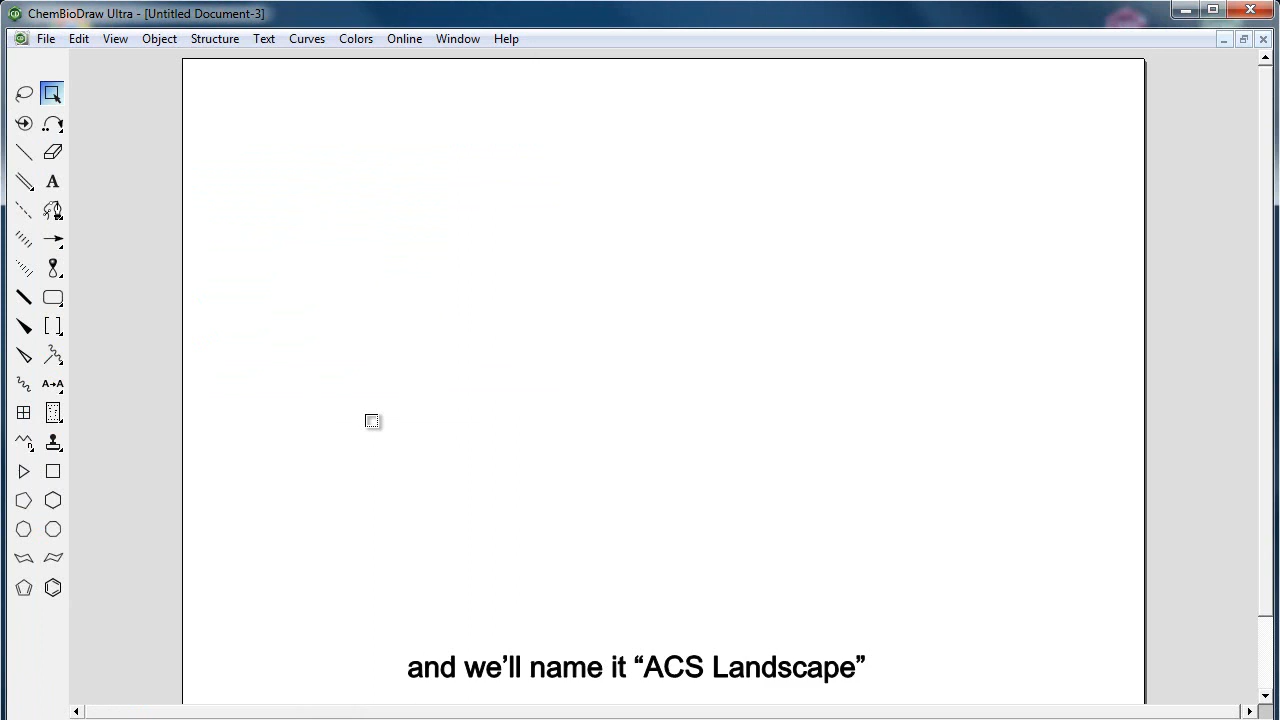 ChemBioDraw Ultra - [Untitled Document-3]
File Edit View Object Structure Text Curves Colors Online Window Help
A
A→A
n
and we’ll name it “ACS Landscape”